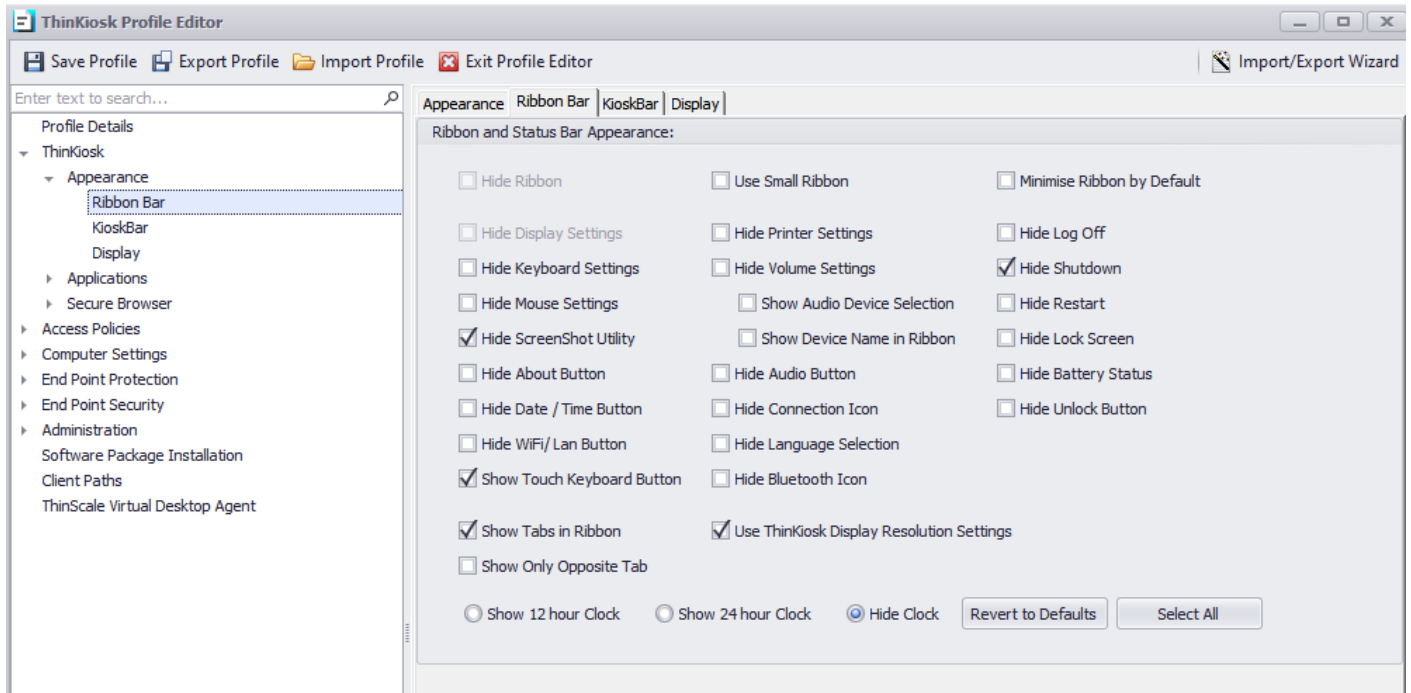 ThinKiosk Profile Editor
Save Profile Export Profile Import Profile Exit Profile Editor Import/Export Wizard
Enter text to search...
Profile Details
ThinKiosk
Appearance
Ribbon Bar
KioskBar
Display
Applications
Secure Browser
Access Policies
Computer Settings
End Point Protection
End Point Security
Administration
Software Package Installation
Client Paths
ThinScale Virtual Desktop Agent
Appearance Ribbon Bar KioskBar Display
Ribbon and Status Bar Appearance:
Hide Ribbon Use Small Ribbon Minimise Ribbon by Default
Hide Display Settings Hide Printer Settings Hide Log Off
Hide Keyboard Settings Hide Volume Settings Hide Shutdown
Hide Mouse Settings Show Audio Device Selection Hide Restart
Hide ScreenShot Utility Show Device Name in Ribbon Hide Lock Screen
Hide About Button Hide Audio Button Hide Battery Status
Hide Date / Time Button Hide Connection Icon Hide Unlock Button
Hide WiFi/ Lan Button Hide Language Selection
Show Touch Keyboard Button Hide Bluetooth Icon
Show Tabs in Ribbon Use ThinKiosk Display Resolution Settings
Show Only Opposite Tab
Show 12 hour Clock Show 24 hour Clock Hide Clock Revert to Defaults Select All